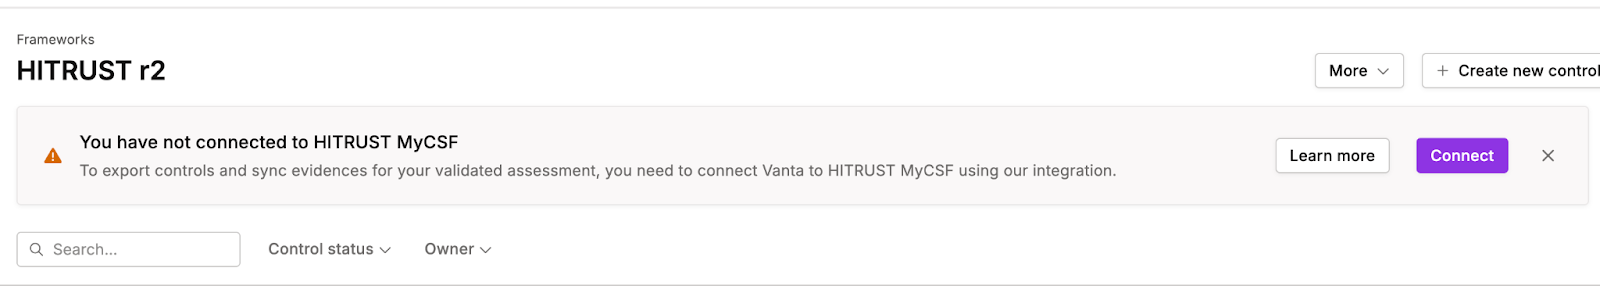 Frameworks
HITRUST r2
More
+ Create new control
You have not connected to HITRUST MyCSF
To export controls and sync evidences for your validated assessment, you need to connect Vanta to HITRUST MyCSF using our integration.
Learn more
Connect
Search...
Control status
Owner